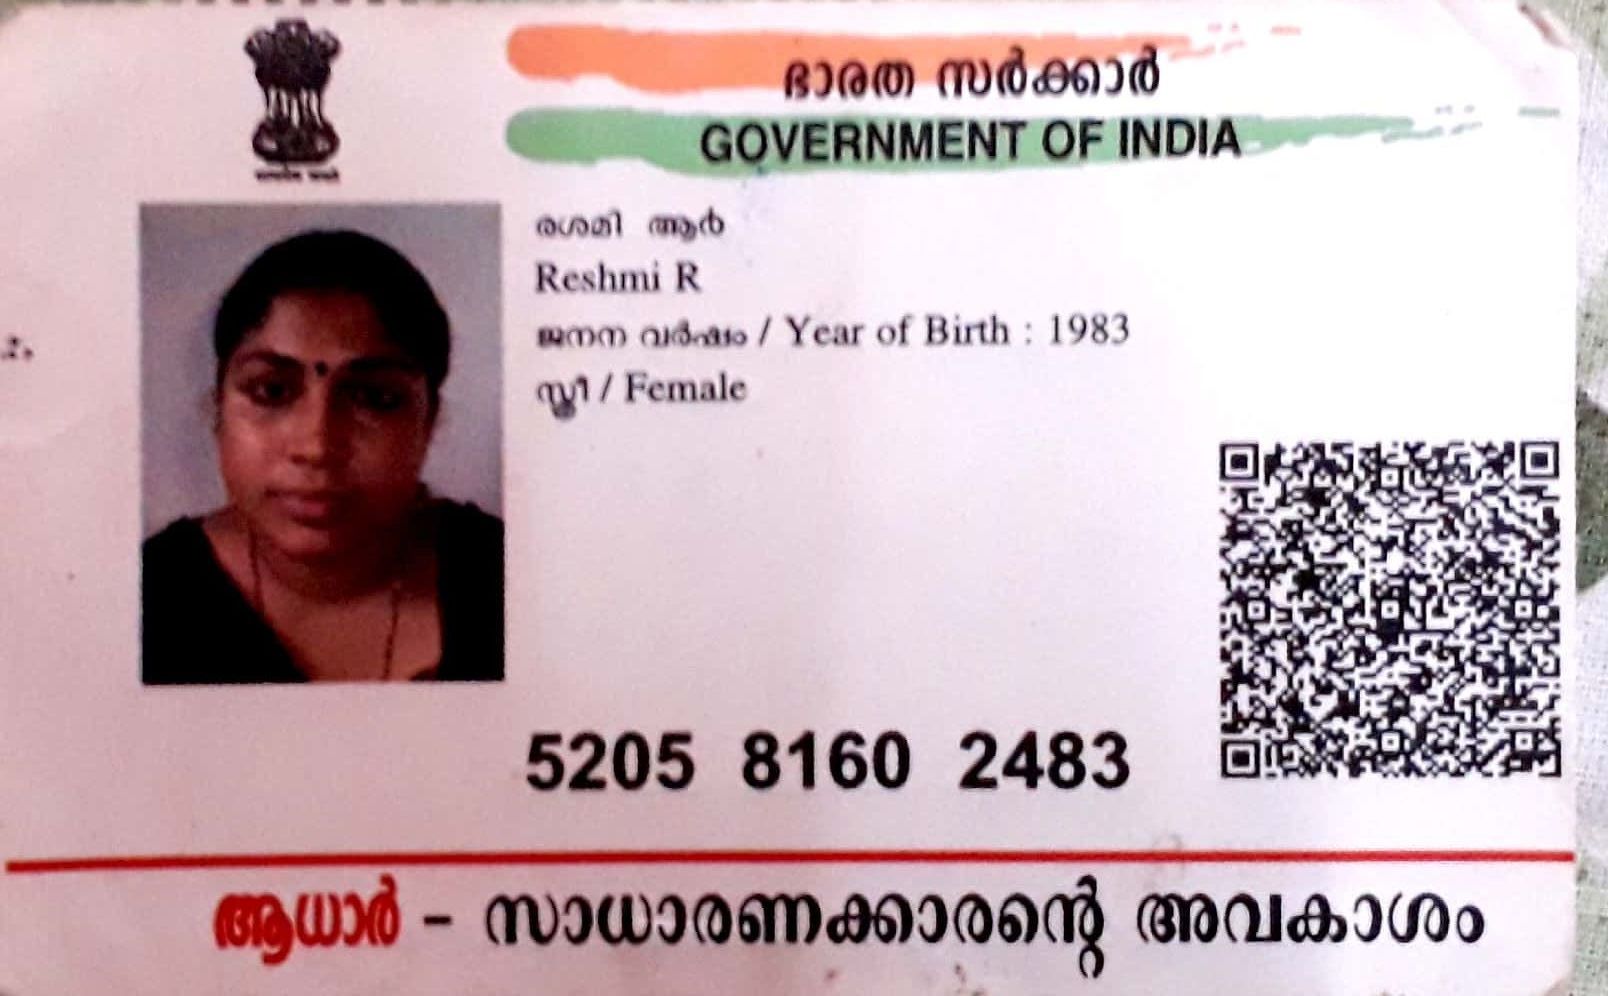 ഭാരത സർക്കാർ
GOVERNMENT OF INDIA
രശ്മി ആർ
Reshmi R
ജനന വർഷം / Year of Birth : 1983
സ്ത്രീ / Female
5205 8160 2483
ആധാർ - സാധാരണക്കാരന്റെ അവകാശം